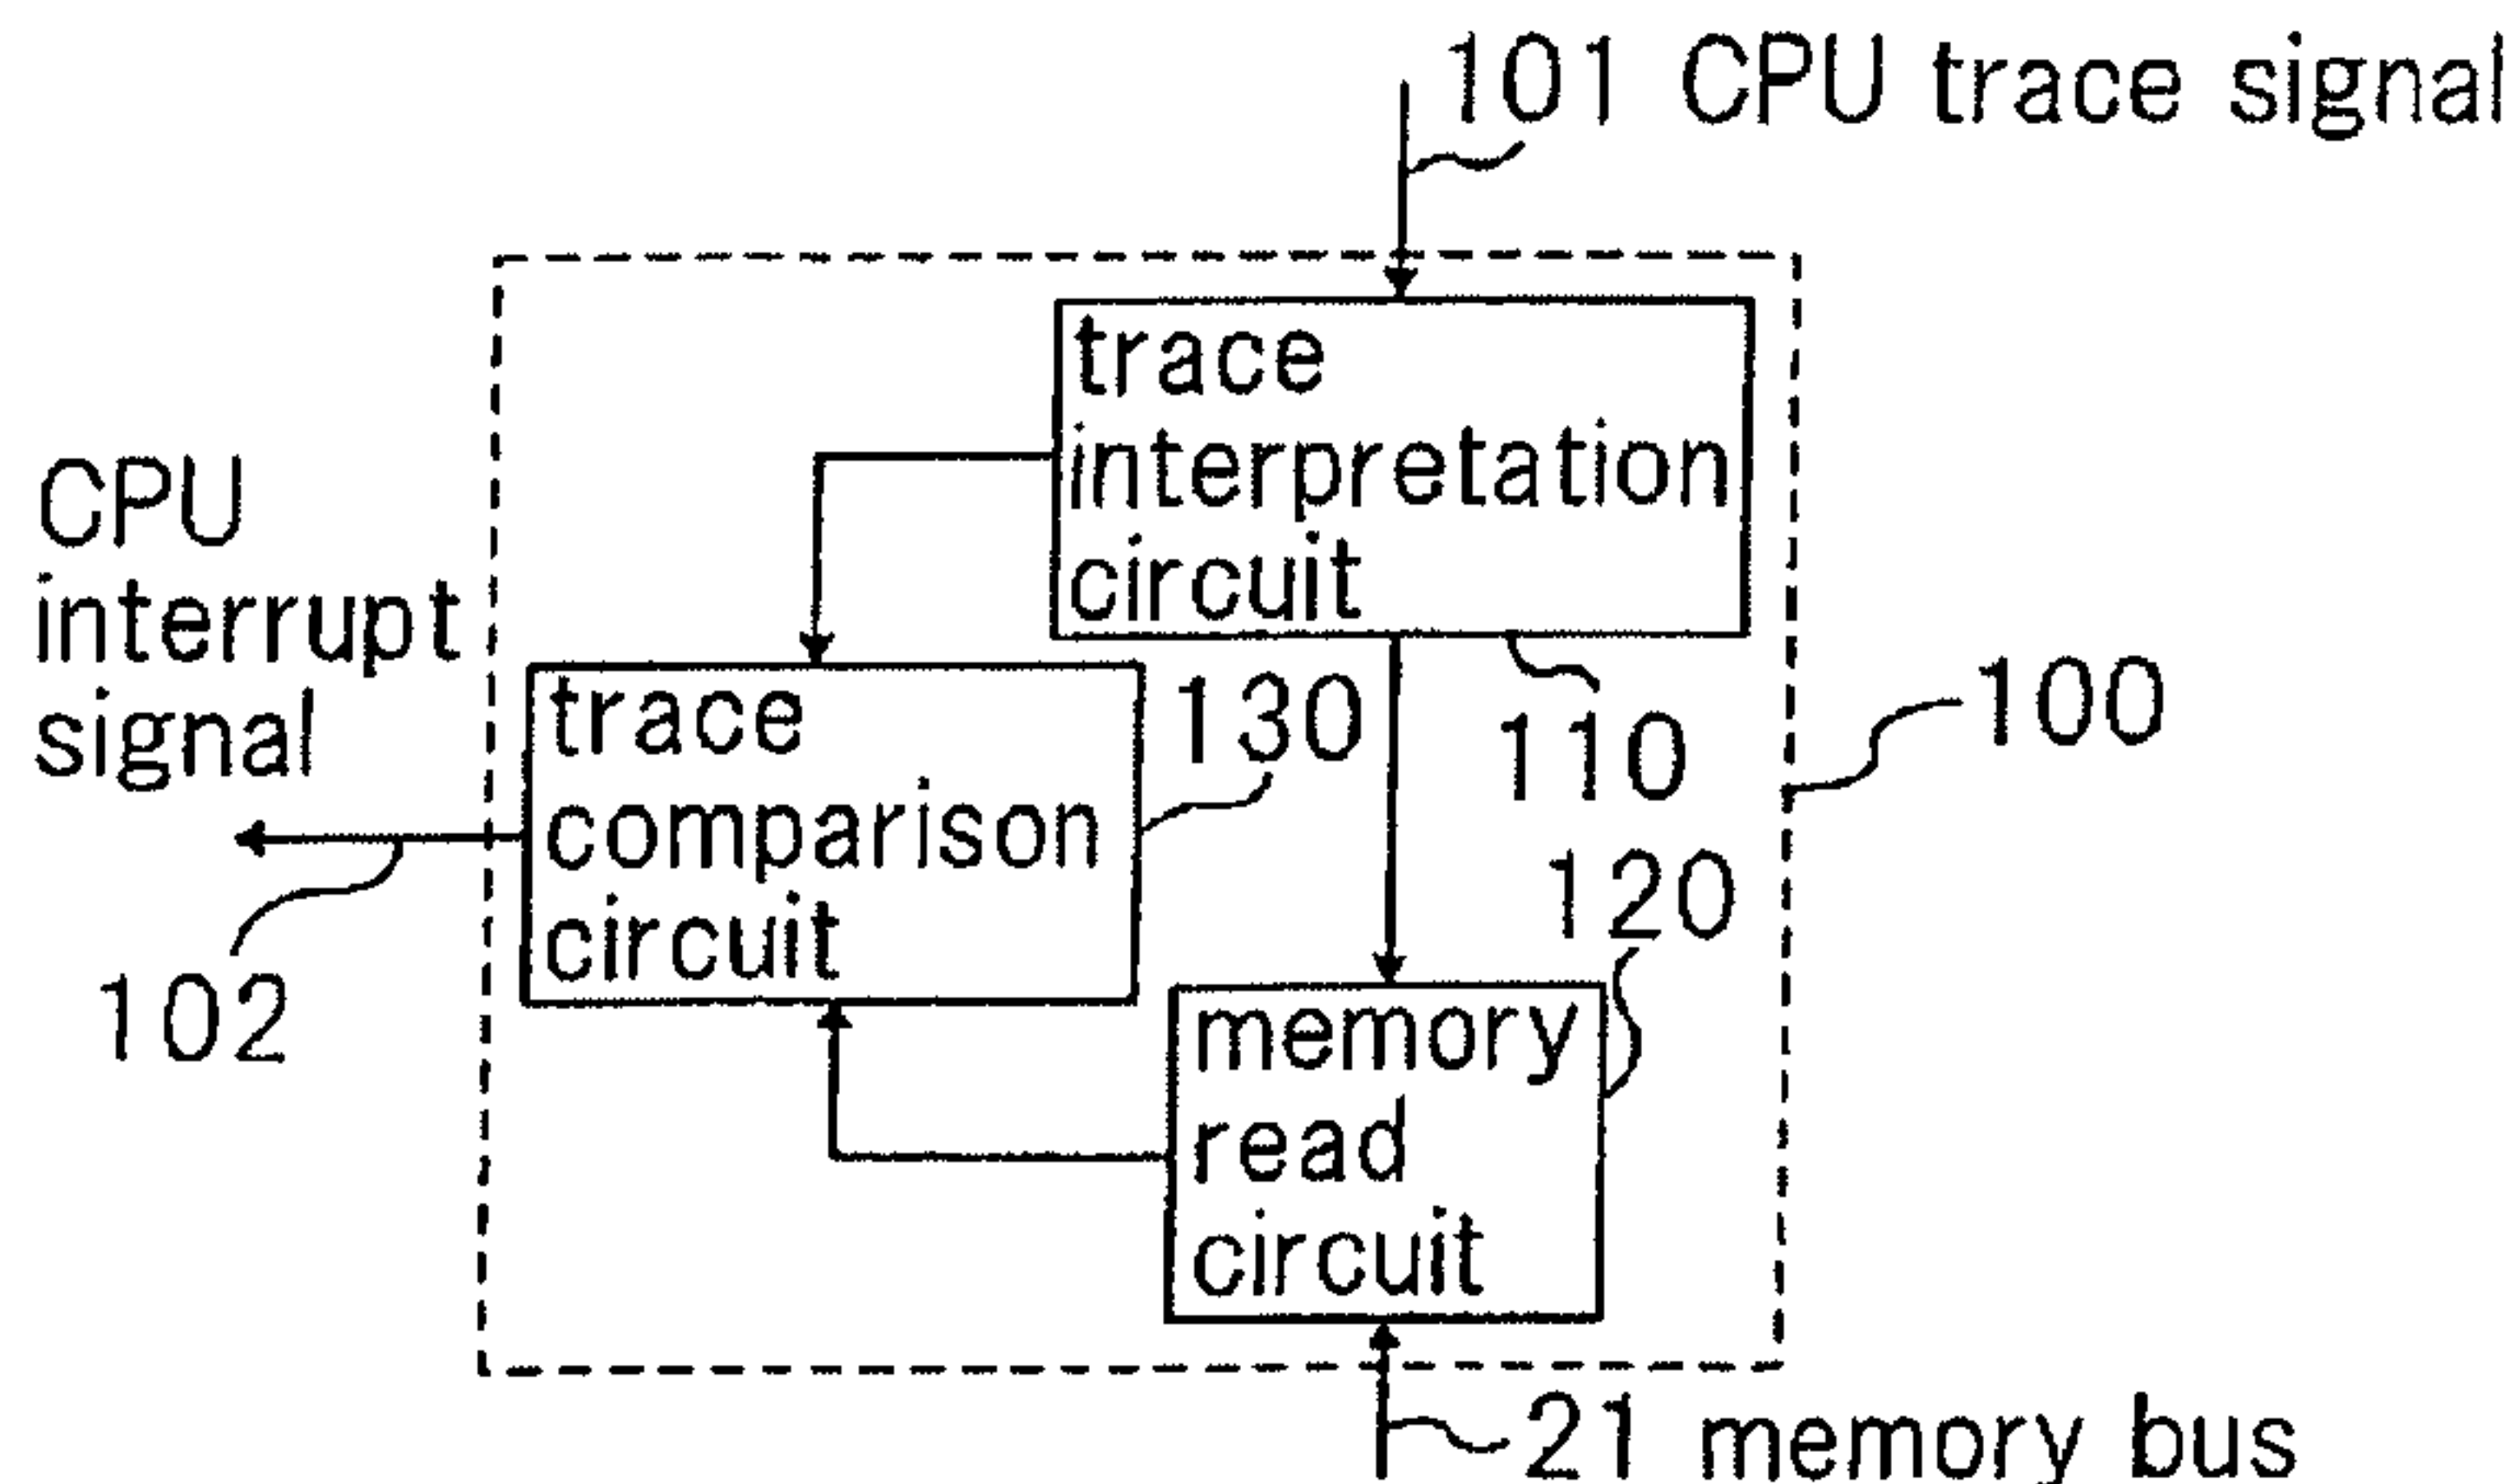 101 CPU trace signal
trace
interpretation
circuit
CPU
interrupt
signal
trace
comparison
circuit
130
110
100
120
102
memory
read
circuit
21 memory bus